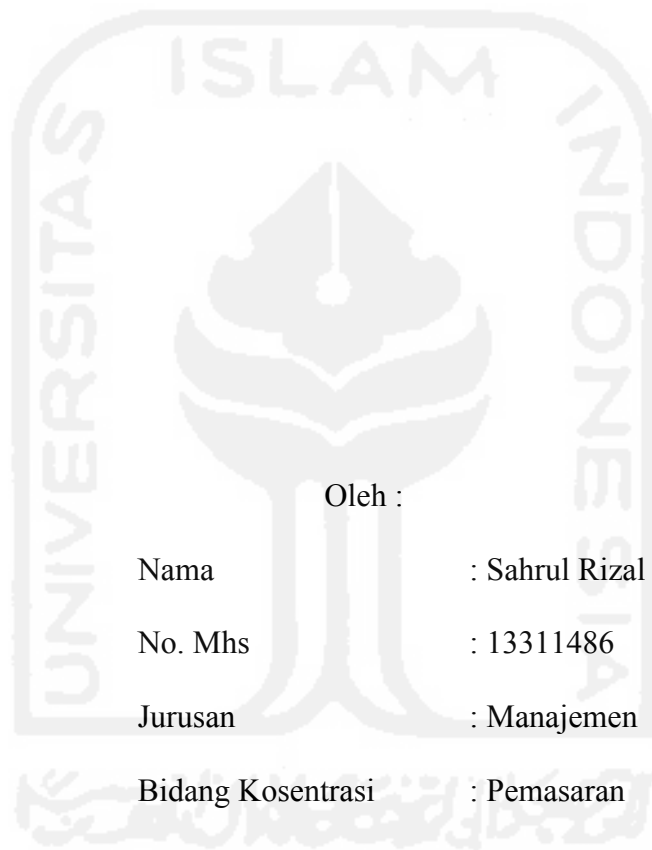 UNIVERSITAS
ISLAM
INDONESIA
Oleh :
Nama : Sahrul Rizal
No. Mhs : 13311486
Jurusan : Manajemen
Bidang Kosentrasi : Pemasaran